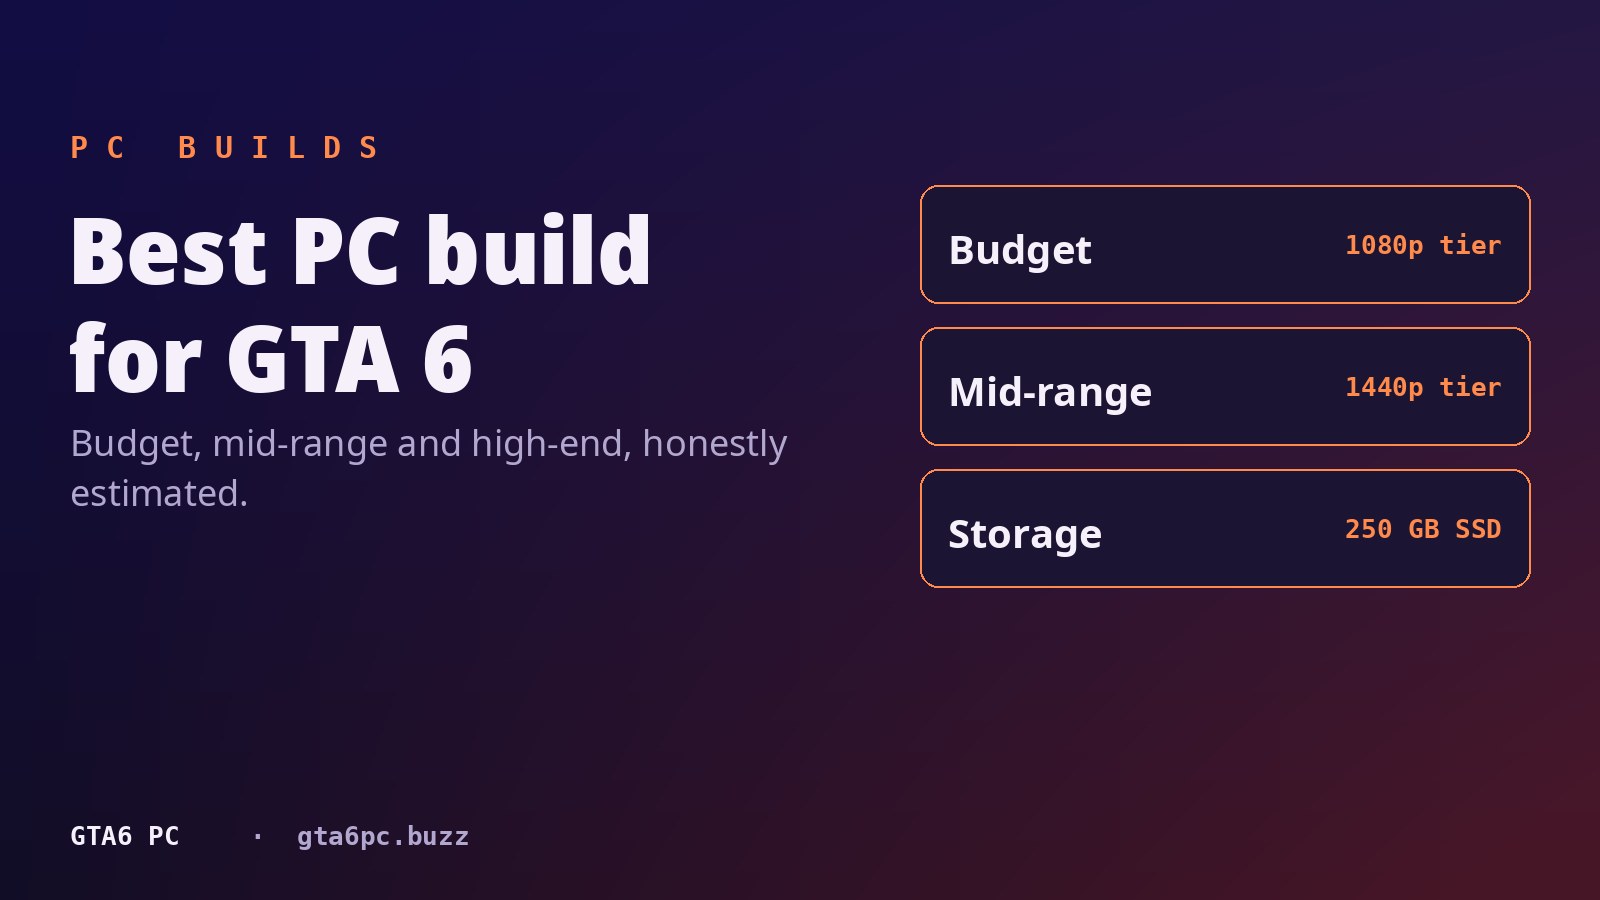 PC BUILDS
Best PC build
for GTA 6
Budget, mid-range and high-end, honestly
estimated.
Budget 1080p tier
Mid-range 1440p tier
Storage 250 GB SSD
GTA6 PC · gta6pc.buzz